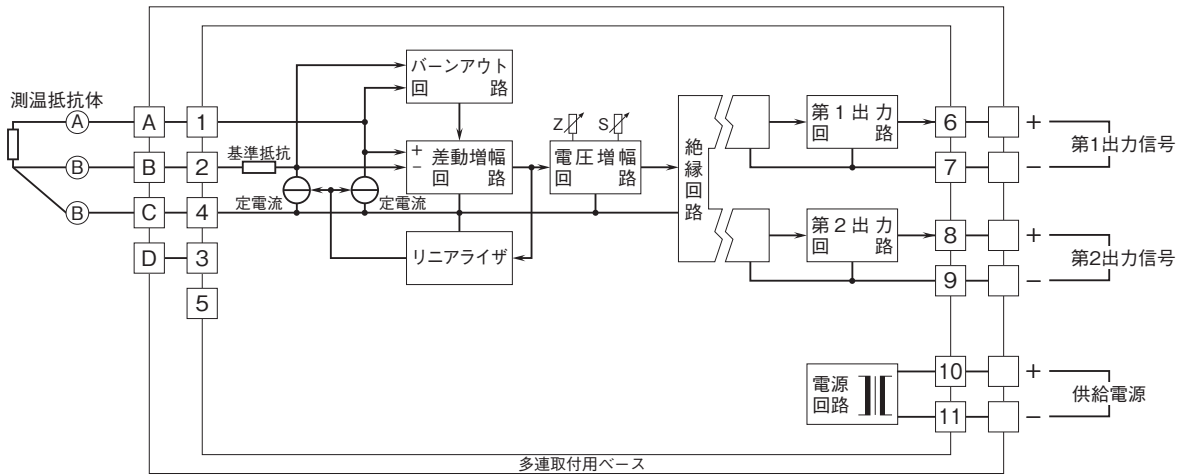 測温抵抗体
A
B
B
A
B
C
D
1
2
4
3
5
基準抵抗
定電流
定電流
バーンアウト
回路
+
−
差動増幅
回路
リニアライザ
Z
S
電圧増幅
回路
絶縁回路
第1出力
回路
第2出力
回路
6
7
8
9
+
第1出力信号
−
+
第2出力信号
−
電源
回路
10
11
+
供給電源
−
多連取付用ベース